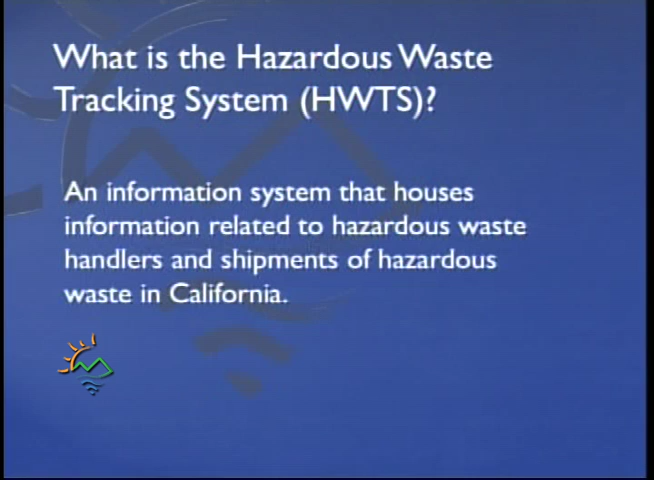 What is the Hazardous Waste
Tracking System (HWTS)?
An information system that houses
information related to hazardous waste
handlers and shipments of hazardous
waste in California.